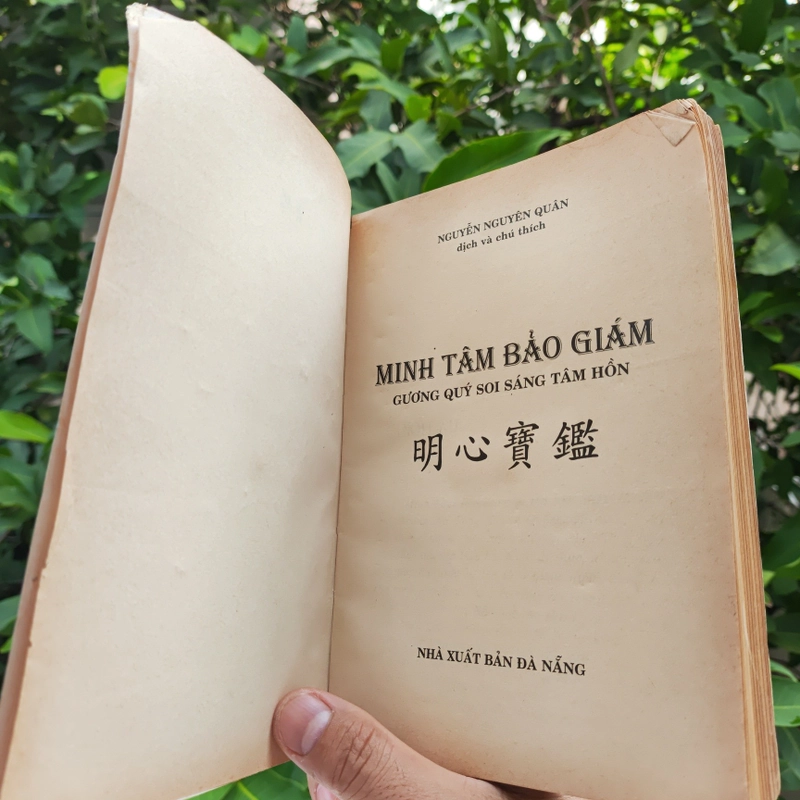 NGUYỄN NGUYÊN QUÂN
dịch và chú thích
MINH TÂM BẢO GIÁM
GƯƠNG QUÝ SOI SÁNG TÂM HỒN
明心寶鑑
NHÀ XUẤT BẢN ĐÀ NẴNG